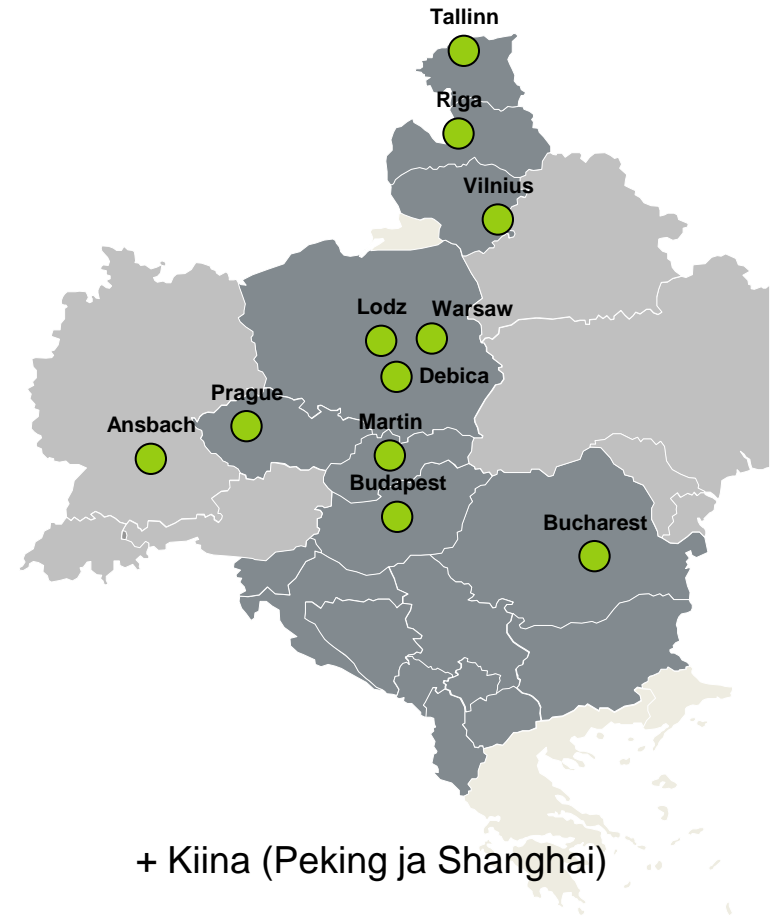 Tallinn
Riga
Vilnius
Lodz
Warsaw
Debica
Prague
Martin
Ansbach
Budapest
Bucharest
+ Kiina (Peking ja Shanghai)